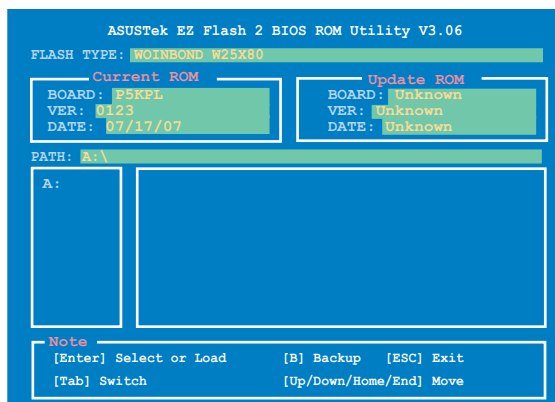 ASUSTek EZ Flash 2 BIOS ROM Utility V3.06
FLASH TYPE: WOINBOND W25X80
Current ROM
BOARD: P5KPL
VER: 0123
DATE: 07/17/07
Update ROM
BOARD: Unknown
VER: Unknown
DATE: Unknown
PATH: A:\
A:
Note
[Enter] Select or Load [B] Backup [ESC] Exit
[Tab] Switch [Up/Down/Home/End] Move